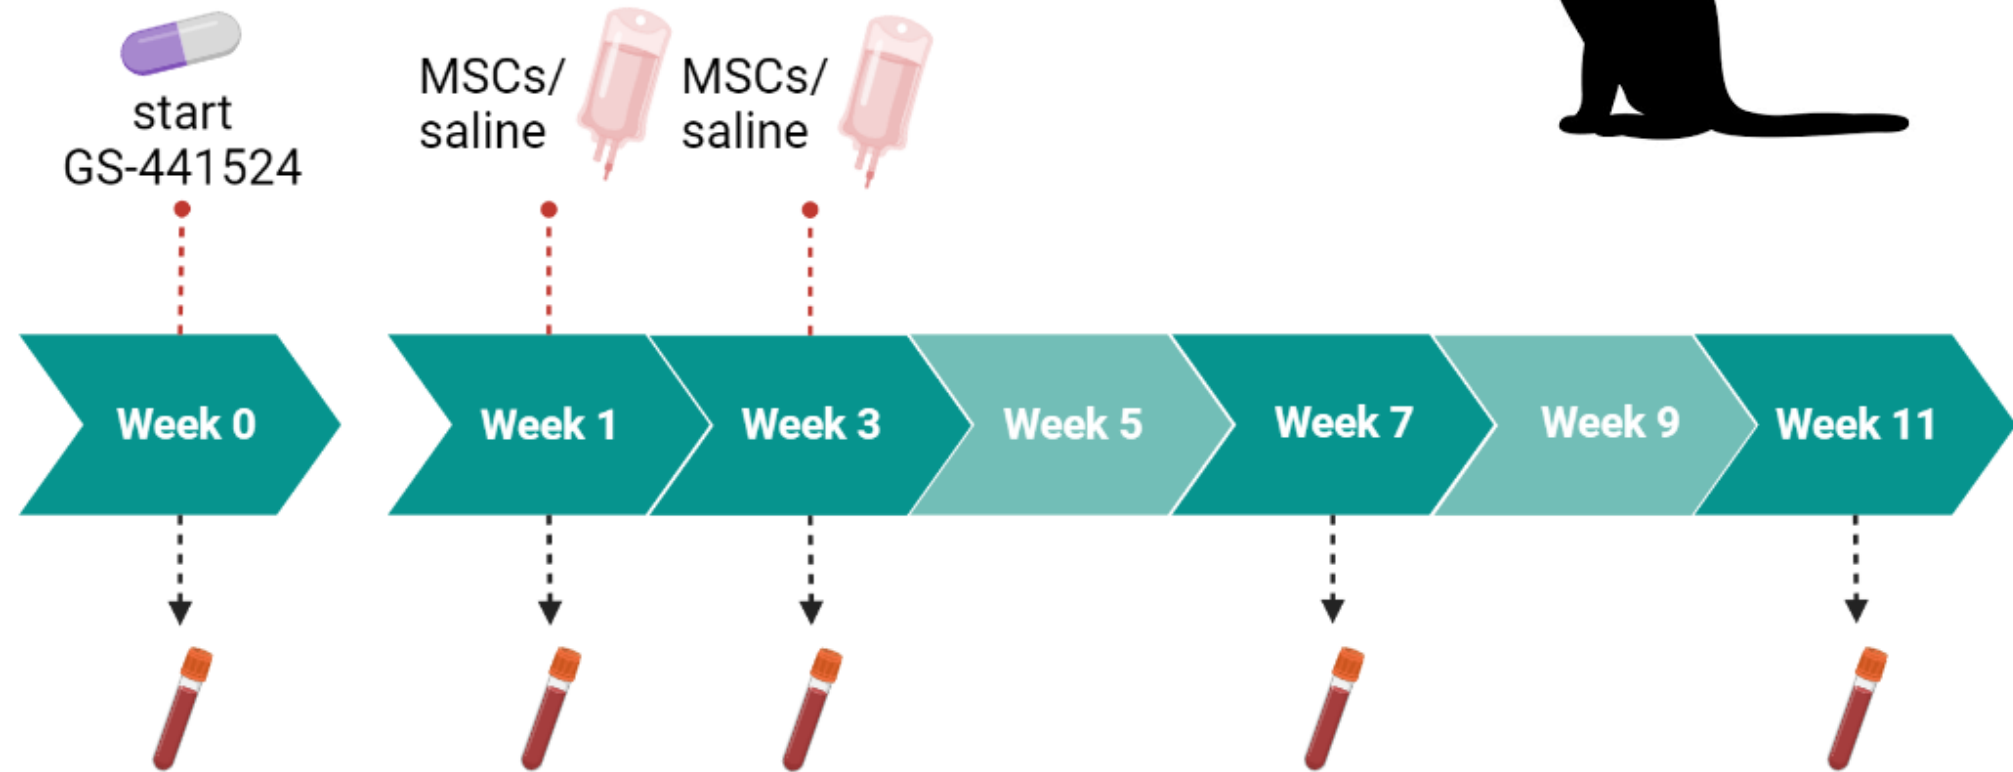 start
GS-441524
MSCs/
saline
MSCs/
saline
Week 0
Week 1
Week 3
Week 5
Week 7
Week 9
Week 11